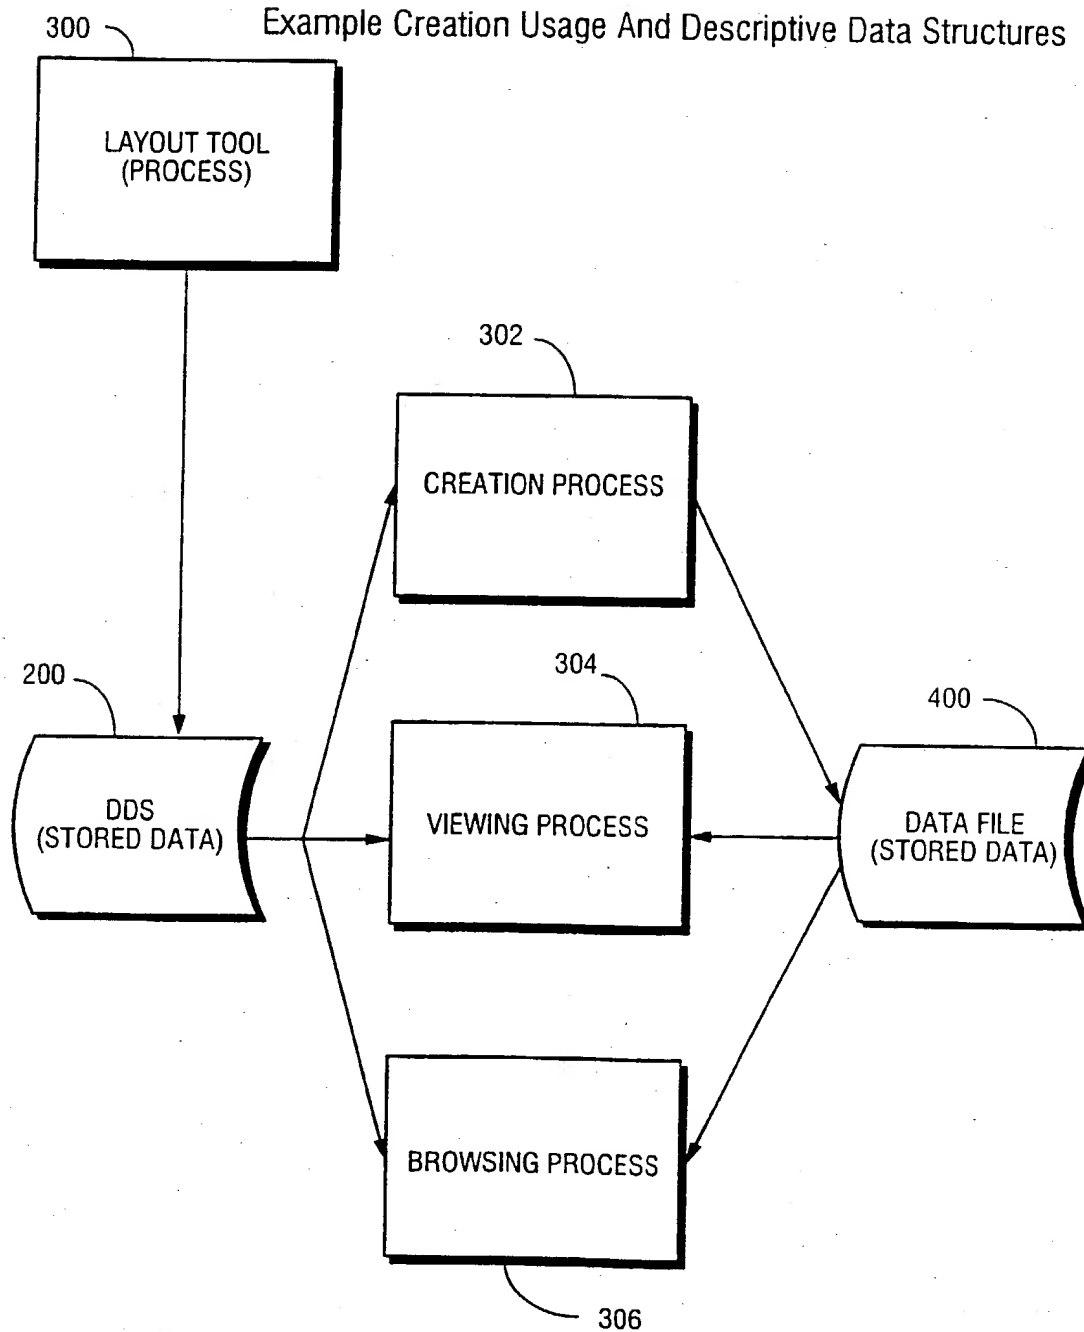 Example Creation Usage And Descriptive Data Structures
300
LAYOUT TOOL
(PROCESS)
302
CREATION PROCESS
200
DDS
(STORED DATA)
304
VIEWING PROCESS
400
DATA FILE
(STORED DATA)
BROWSING PROCESS
306